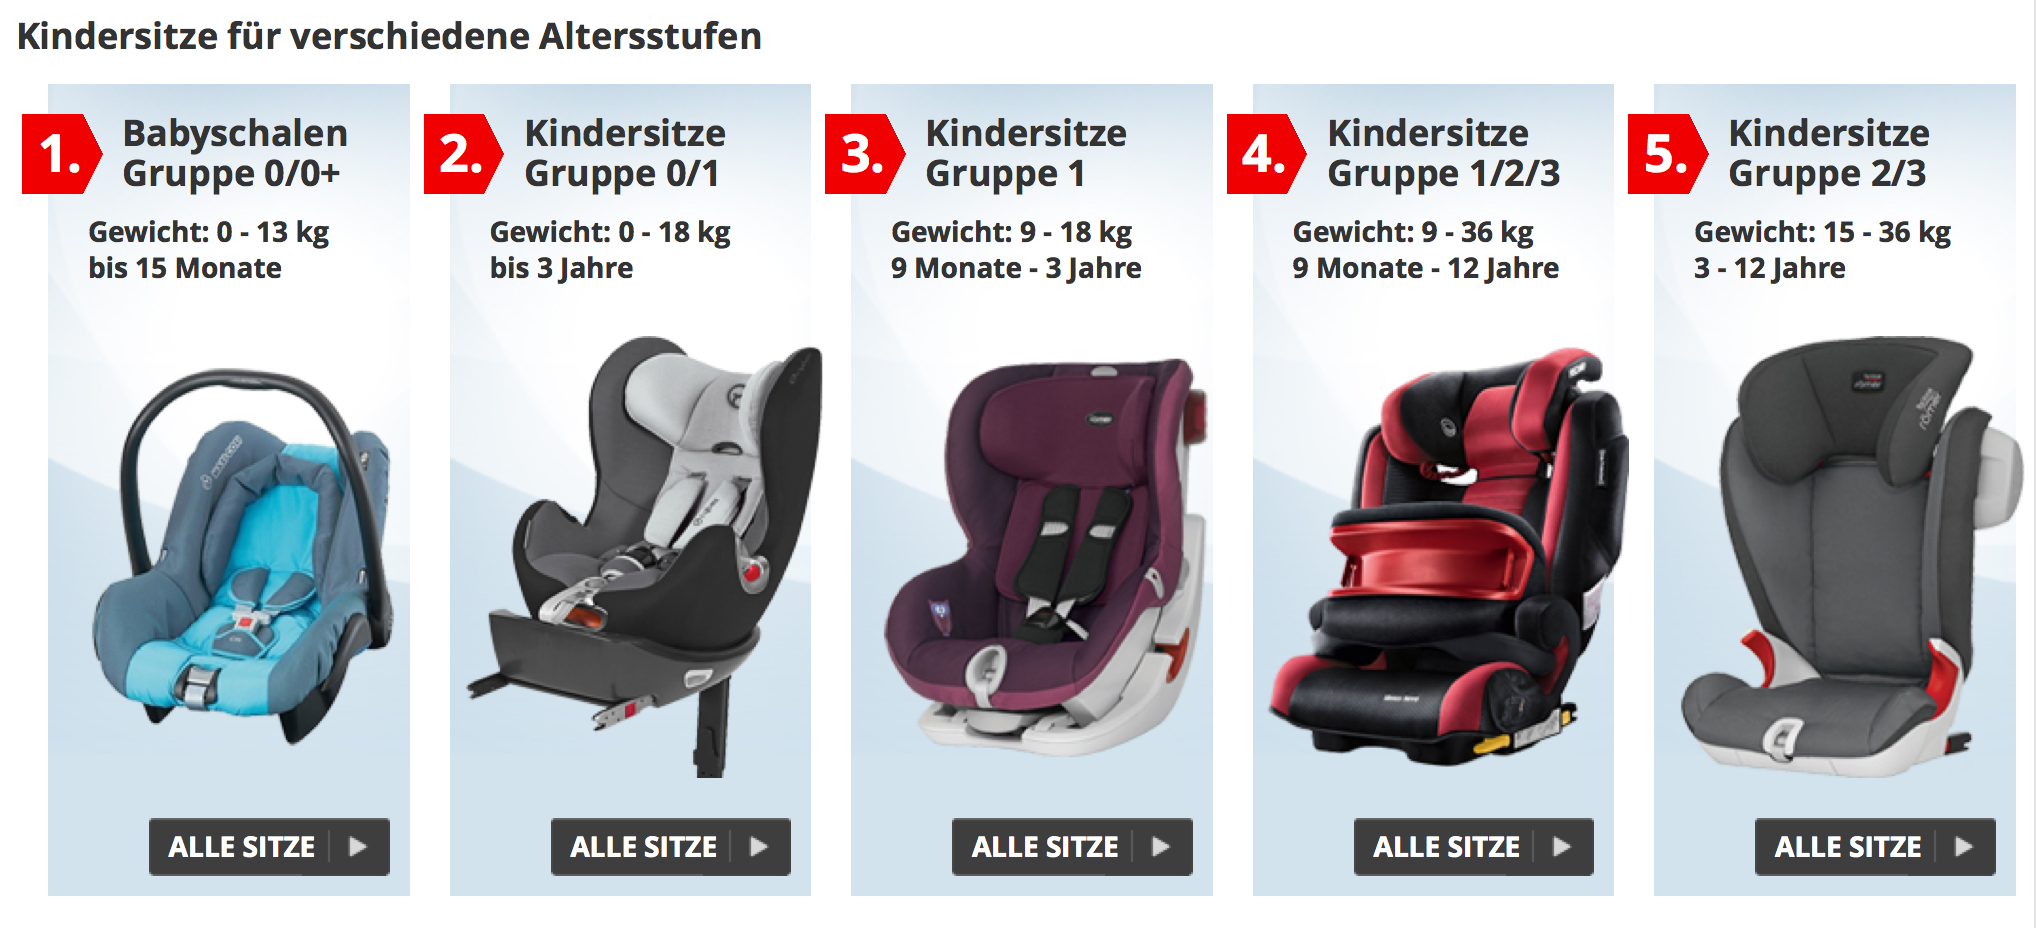 Kindersitze für verschiedene Altersstufen
1.
Babyschalen
Gruppe 0/0+
Gewicht: 0 - 13 kg
bis 15 Monate
ALLE SITZE
2.
Kindersitze
Gruppe 0/1
Gewicht: 0 - 18 kg
bis 3 Jahre
ALLE SITZE
3.
Kindersitze
Gruppe 1
Gewicht: 9 - 18 kg
9 Monate - 3 Jahre
römer
ALLE SITZE
4.
Kindersitze
Gruppe 1/2/3
Gewicht: 9 - 36 kg
9 Monate - 12 Jahre
ALLE SITZE
5.
Kindersitze
Gruppe 2/3
Gewicht: 15 - 36 kg
3 - 12 Jahre
römer
römer
ALLE SITZE